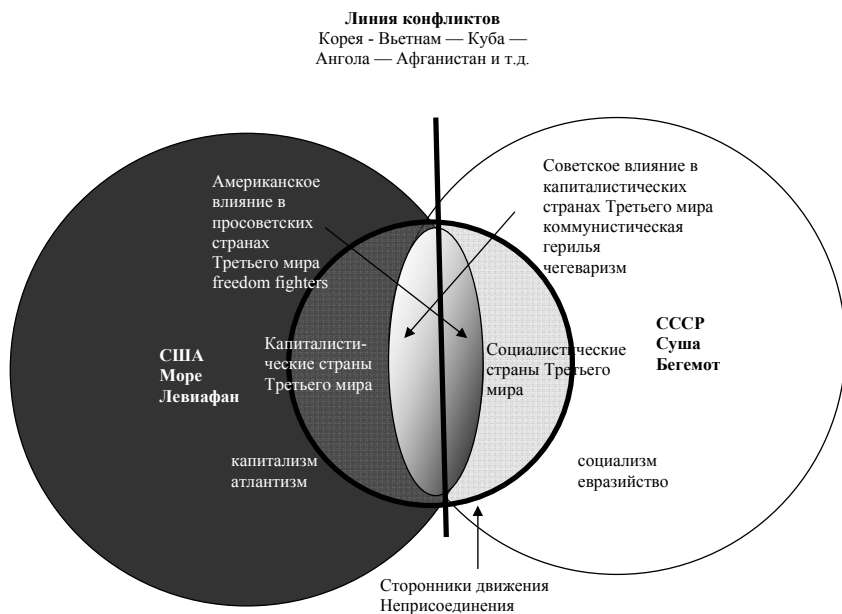 Линия конфликтов
Корея - Вьетнам — Куба —
Ангола — Афганистан и т.д.
Американское
влияние в
просоветских
странах
Третьего мира
freedom fighters
Советское влияние в
капиталистических
странах Третьего мира
коммунистическая
герилья
чегеваризм
США
Море
Левиафан
Капиталисти-
ческие страны
Третьего мира
Социалистические
страны Третьего
мира
СССР
Суша
Бегемот
капитализм
атлантизм
социализм
евразийство
Сторонники движения
Неприсоединения